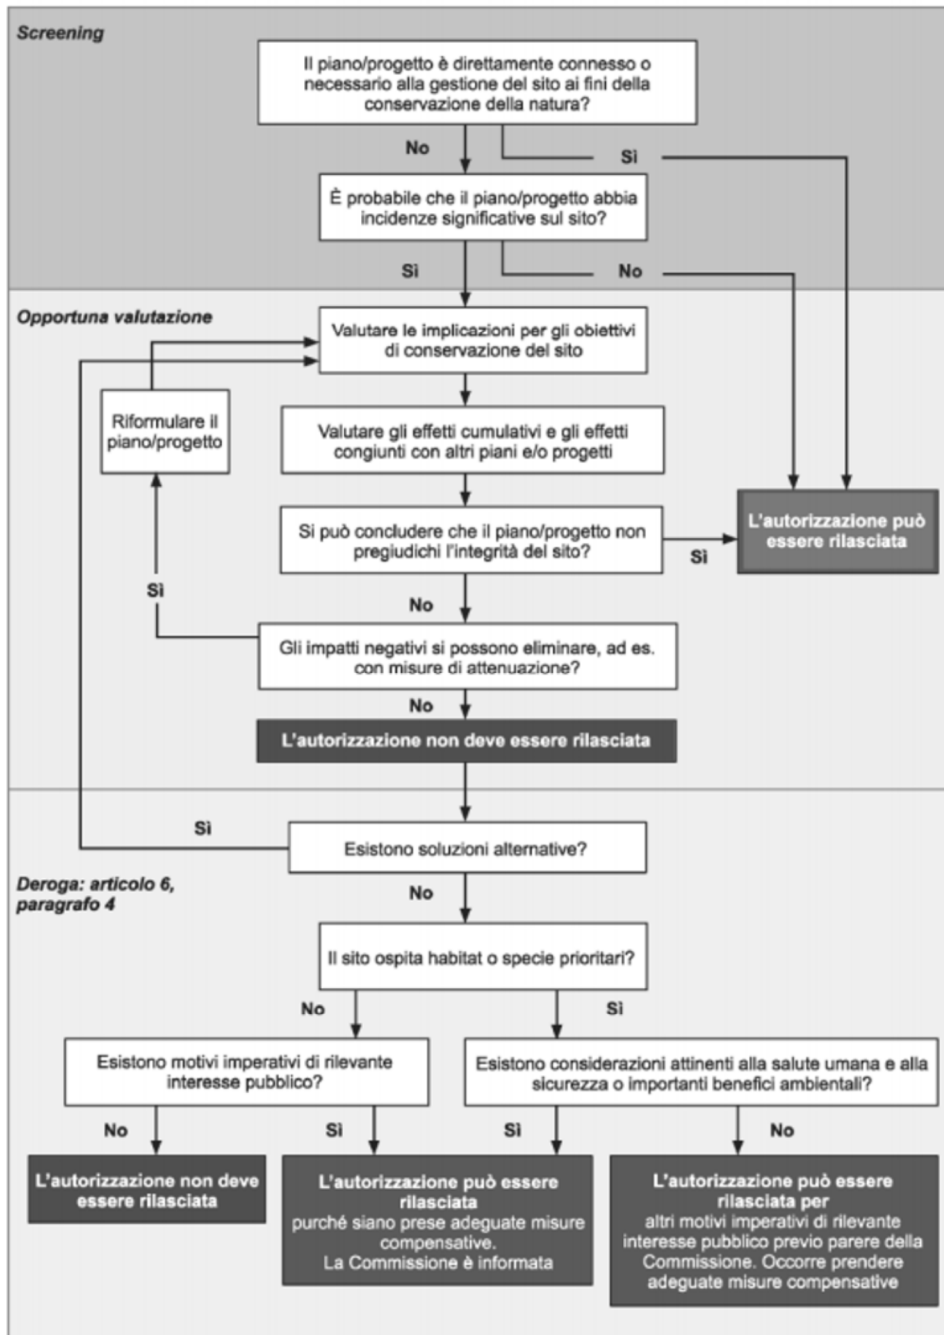 Screening
Il piano/progetto è direttamente connesso o
necessario alla gestione del sito ai fini della
conservazione della natura?
No
Sì
È probabile che il piano/progetto abbia
incidenze significative sul sito?
Sì
No
Opportuna valutazione
Valutare le implicazioni per gli obiettivi
di conservazione del sito
Riformulare il
piano/progetto
Valutare gli effetti cumulativi e gli effetti
congiunti con altri piani e/o progetti
Si può concludere che il piano/progetto non
pregiudichi l'integrità del sito?
Sì
L'autorizzazione può
essere rilasciata
Sì
No
Gli impatti negativi si possono eliminare, ad es.
con misure di attenuazione?
No
L'autorizzazione non deve essere rilasciata
Sì
Esistono soluzioni alternative?
Deroga: articolo 6,
paragrafo 4
No
Il sito ospita habitat o specie prioritari?
No
Sì
Esistono motivi imperativi di rilevante
interesse pubblico?
Esistono considerazioni attinenti alla salute umana e alla
sicurezza o importanti benefici ambientali?
No
Sì
Sì
No
L'autorizzazione non deve
essere rilasciata
L'autorizzazione può essere
rilasciata
purché siano prese adeguate misure
compensative.
La Commissione è informata
L'autorizzazione può essere
rilasciata per
altri motivi imperativi di rilevante
interesse pubblico previo parere della
Commissione. Occorre prendere
adeguate misure compensative